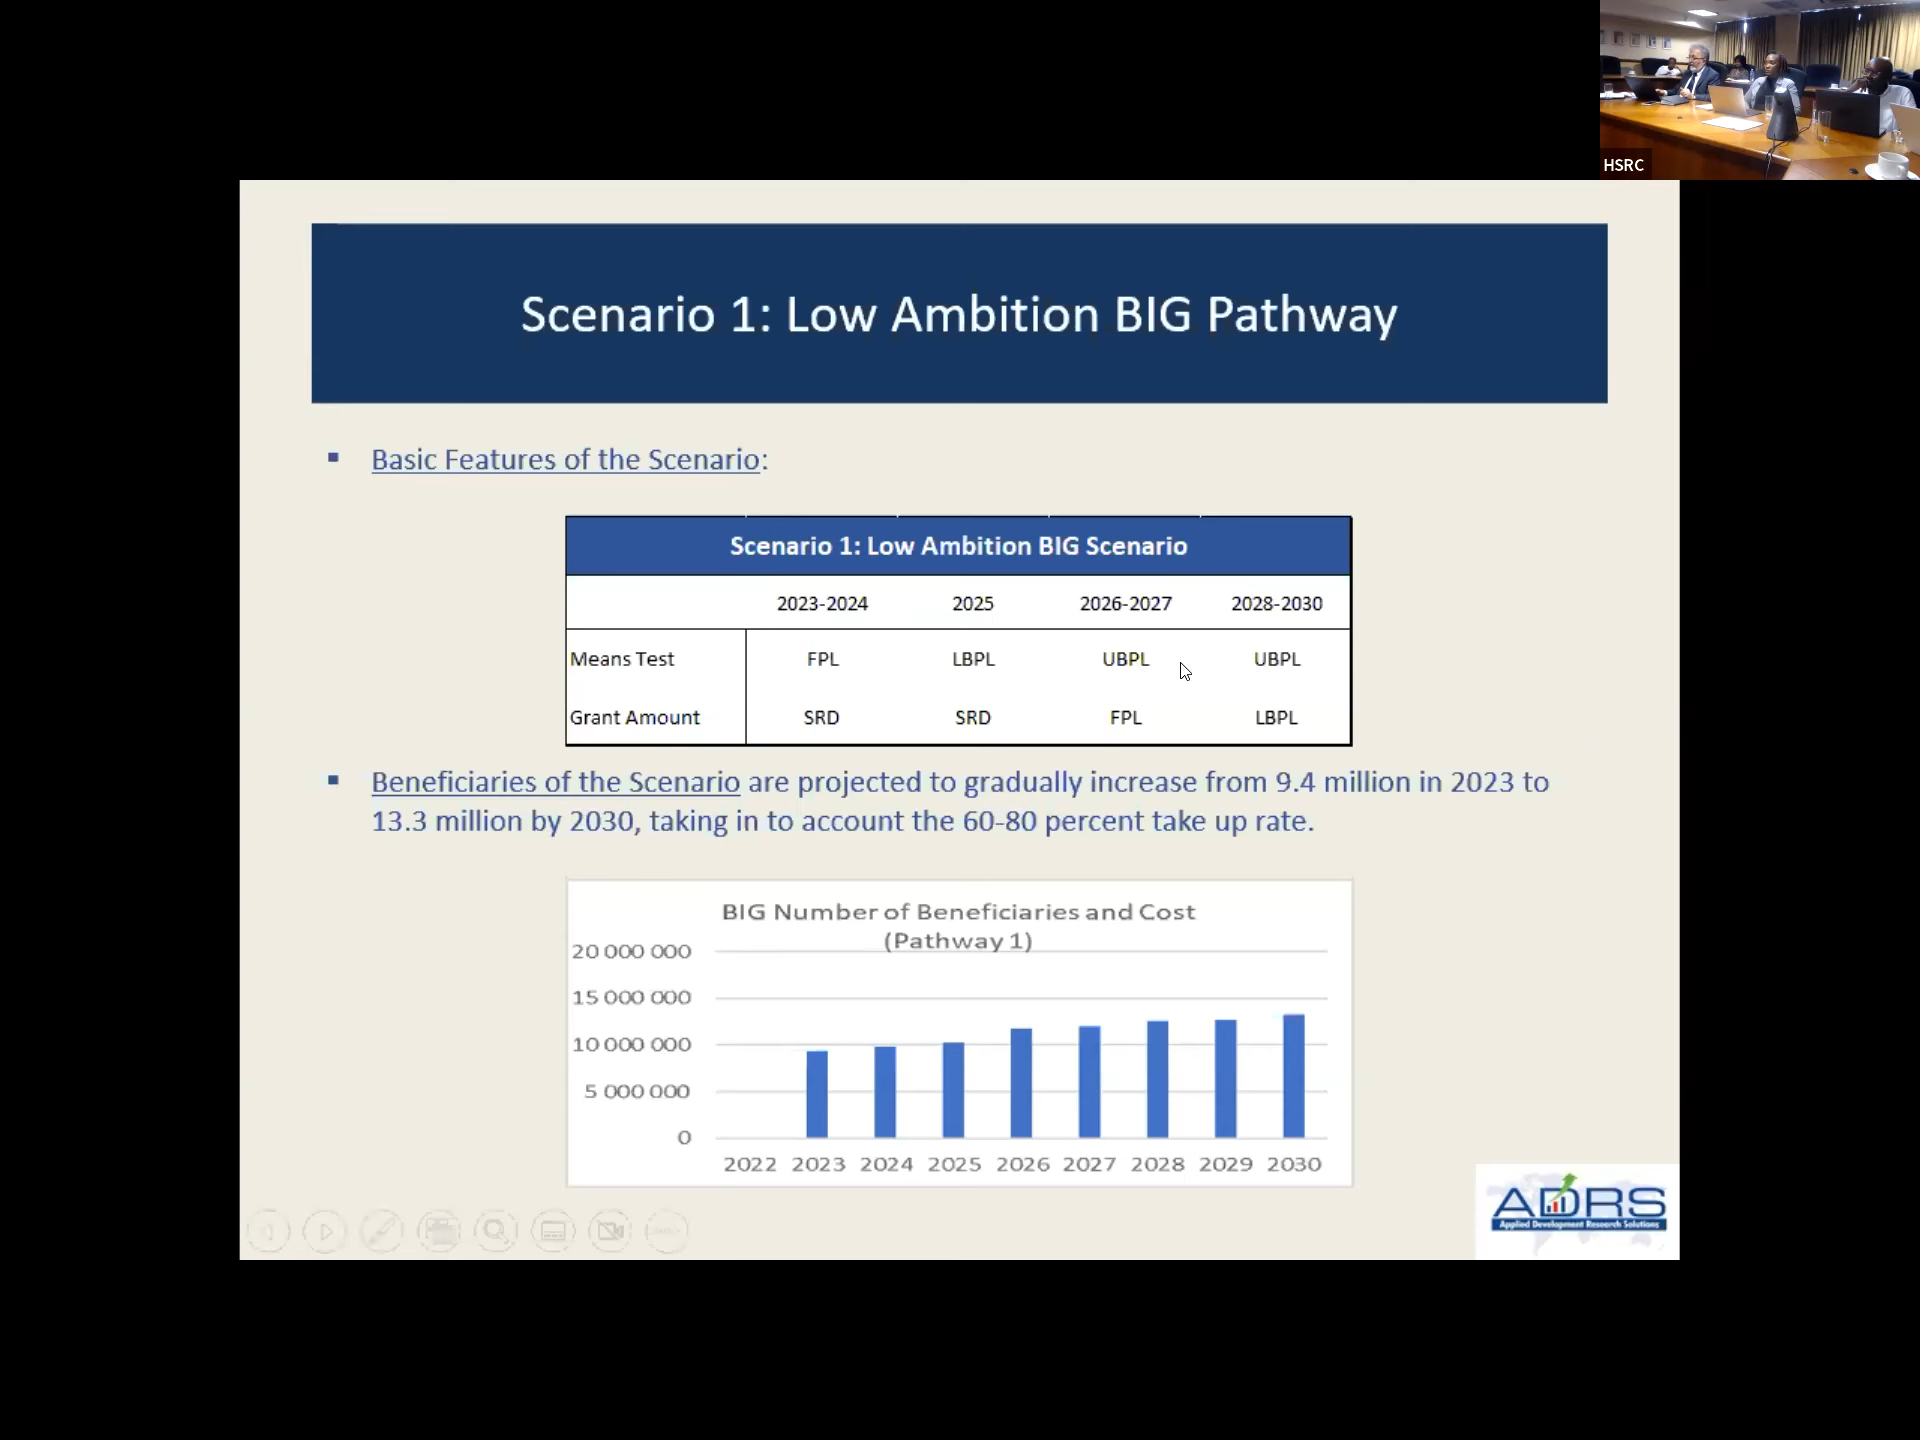 HSRC
Scenario 1: Low Ambition BIG Pathway
Basic Features of the Scenario:
Scenario 1: Low Ambition BIG Scenario
2023-2024 2025 2026-2027 2028-2030
Means Test FPL LBPL UBPL UBPL
Grant Amount SRD SRD FPL LBPL
Beneficiaries of the Scenario are projected to gradually increase from 9.4 million in 2023 to
13.3 million by 2030, taking in to account the 60-80 percent take up rate.
BIG Number of Beneficiaries and Cost
(Pathway 1)
20 000 000
15 000 000
10 000 000
5 000 000
0
2022 2023 2024 2025 2026 2027 2028 2029 2030
ADRS
Applied Development Research Solutions